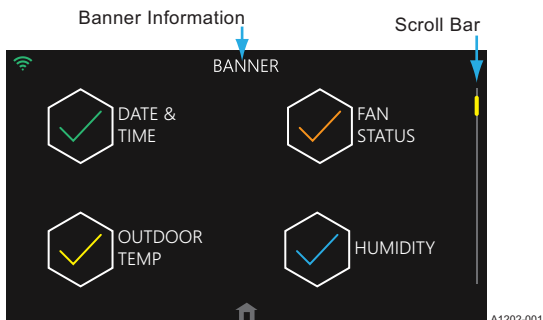 Banner Information
Scroll Bar
BANNER
DATE &
TIME
FAN
STATUS
OUTDOOR
TEMP
HUMIDITY
A1202-001